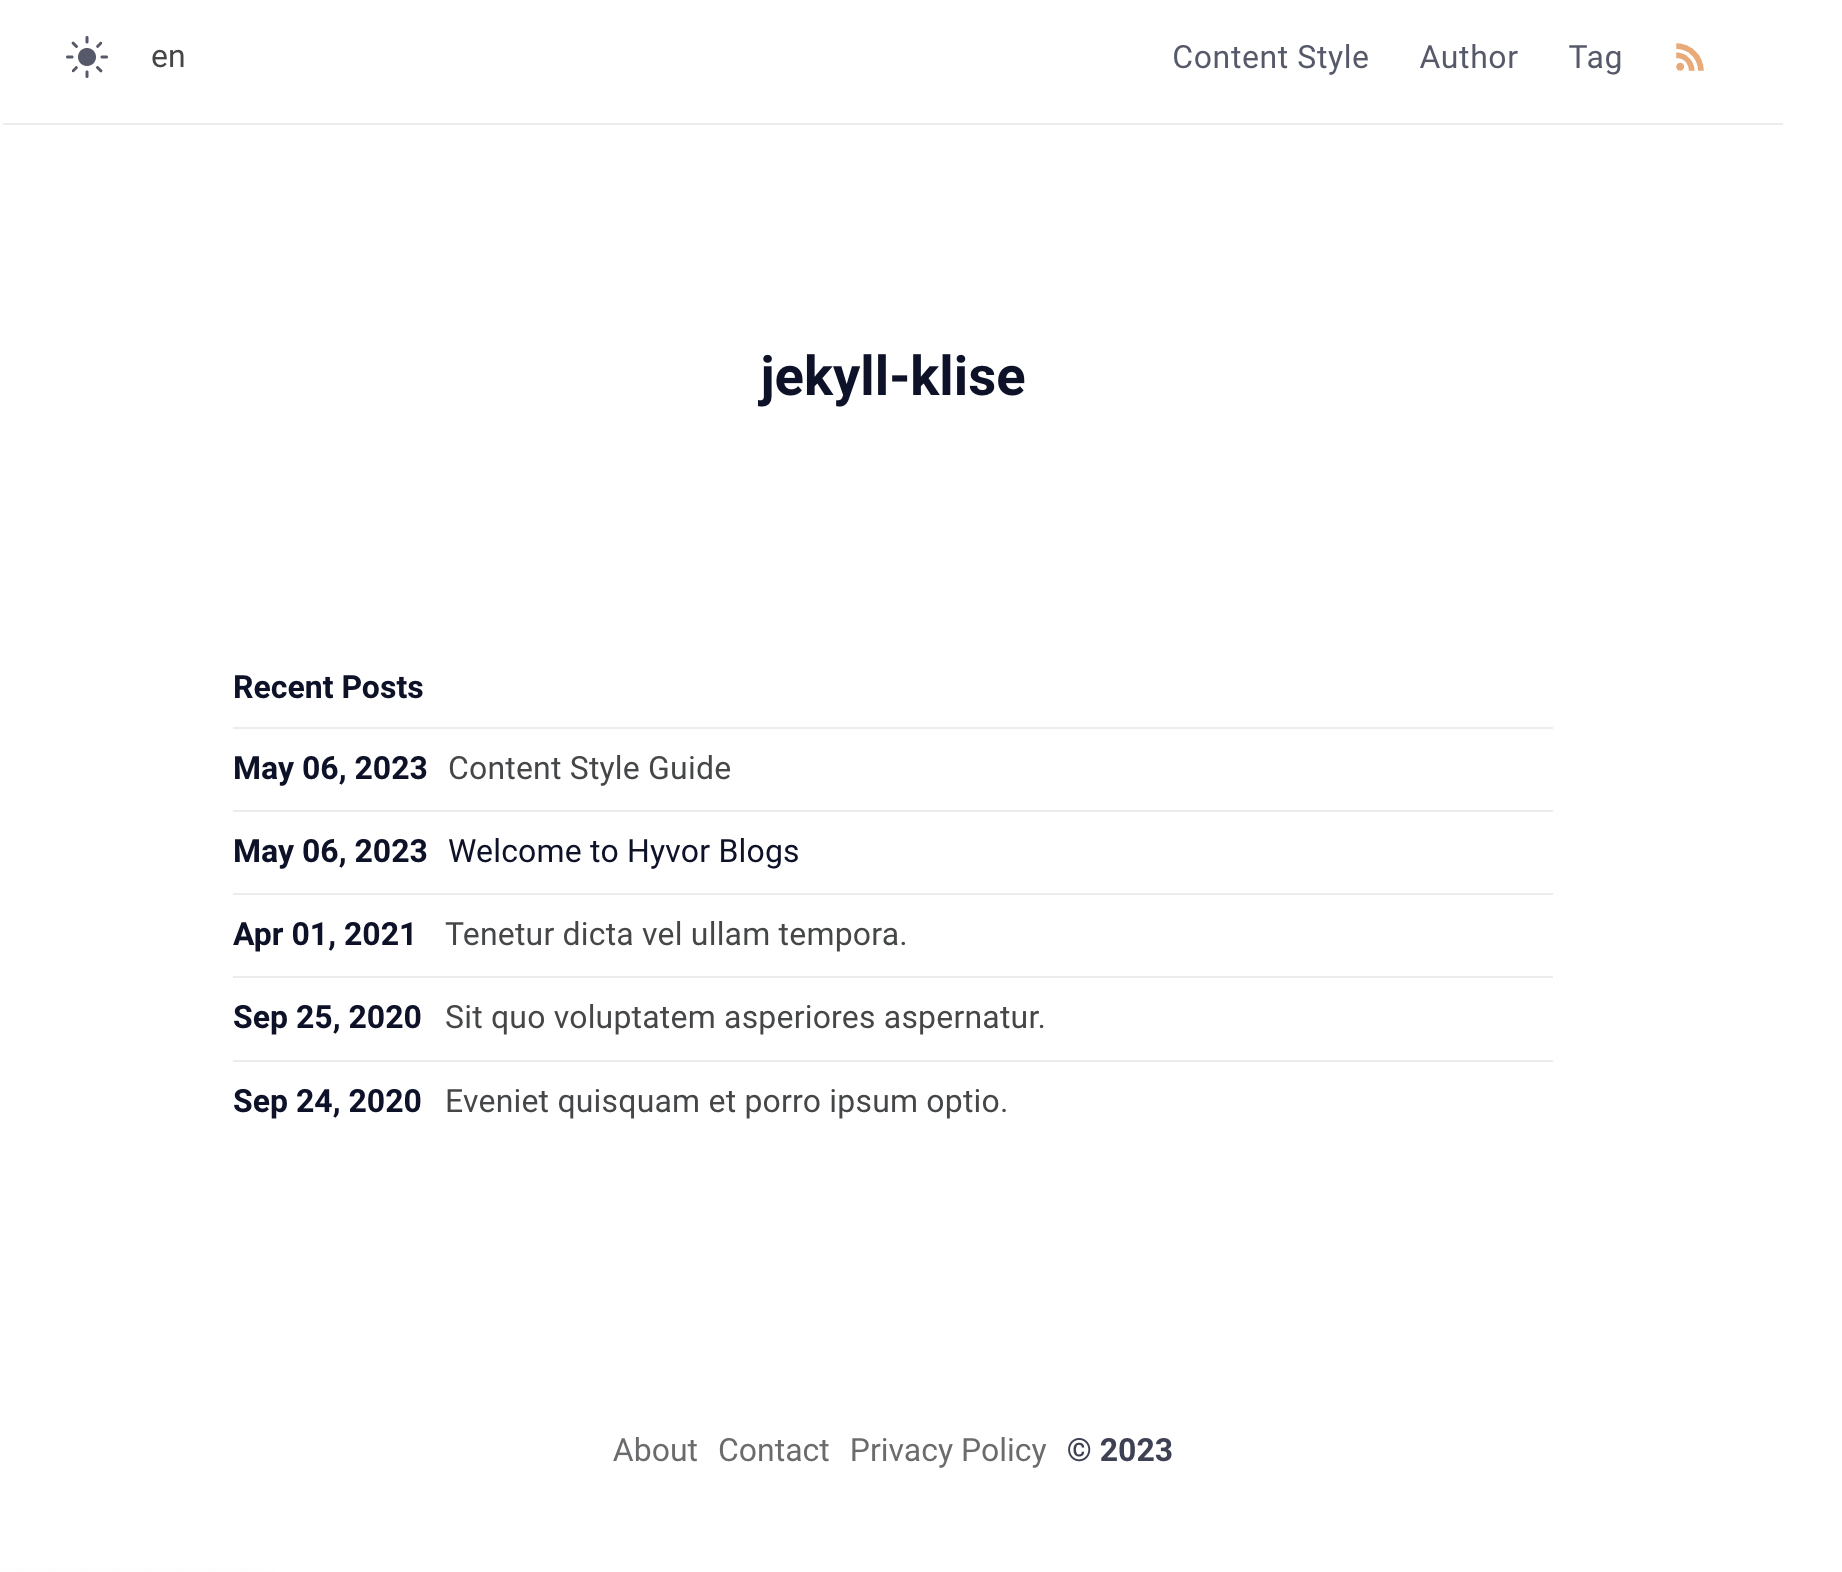 en Content Style Author Tag
jekyll-klise
Recent Posts
May 06, 2023 Content Style Guide
May 06, 2023 Welcome to Hyvor Blogs
Apr 01, 2021 Tenetur dicta vel ullam tempora.
Sep 25, 2020 Sit quo voluptatem asperiores aspernatur.
Sep 24, 2020 Eveniet quisquam et porro ipsum optio.
About Contact Privacy Policy © 2023